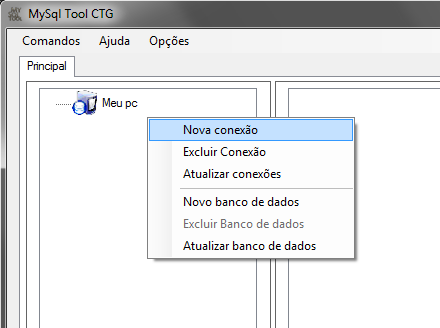 MySql Tool CTG
Comandos Ajuda Opções
Principal
Meu pc
Nova conexão
Excluir Conexão
Atualizar conexões
Novo banco de dados
Excluir Banco de dados
Atualizar banco de dados